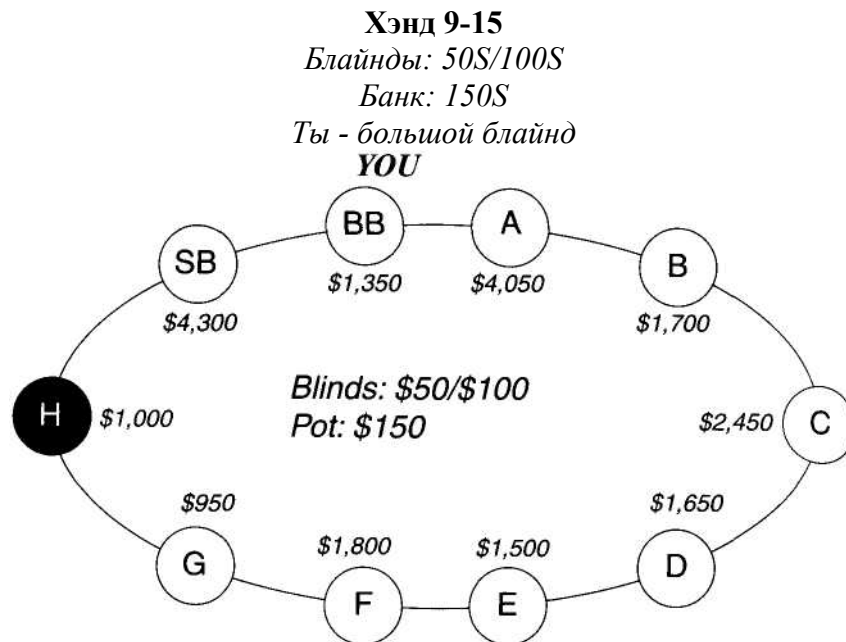 Хэнд 9-15
Блайнды: 50S/100S
Банк: 150S
Ты - большой блайнд
YOU
BB A
SB B
$1,350 $4,050
$4,300 $1,700
Blinds: $50/$100
H $1,000 Pot: $150 $2,450 C
$950 $1,650
$1,800 $1,500
G D
F E